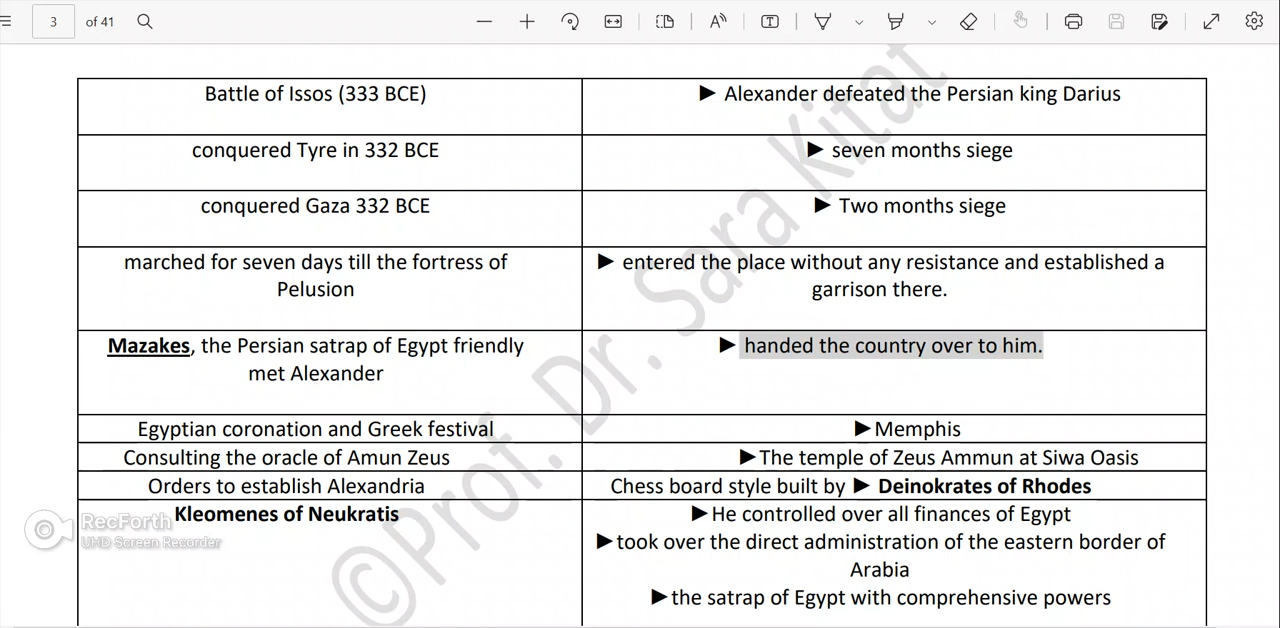 3 of 41
Battle of Issos (333 BCE)
► Alexander defeated the Persian king Darius
conquered Tyre in 332 BCE
► seven months siege
conquered Gaza 332 BCE
► Two months siege
marched for seven days till the fortress of
Pelusion
► entered the place without any resistance and established a
garrison there.
Mazakes, the Persian satrap of Egypt friendly
met Alexander
► handed the country over to him.
Egyptian coronation and Greek festival
►Memphis
Consulting the oracle of Amun Zeus
►The temple of Zeus Ammun at Siwa Oasis
Orders to establish Alexandria
Chess board style built by ► Deinokrates of Rhodes
Kleomenes of Neukratis
►He controlled over all finances of Egypt
►took over the direct administration of the eastern border of
Arabia
►the satrap of Egypt with comprehensive powers
©Prof. Dr. Sara Kitat
RecForth
UHD Screen Recorder